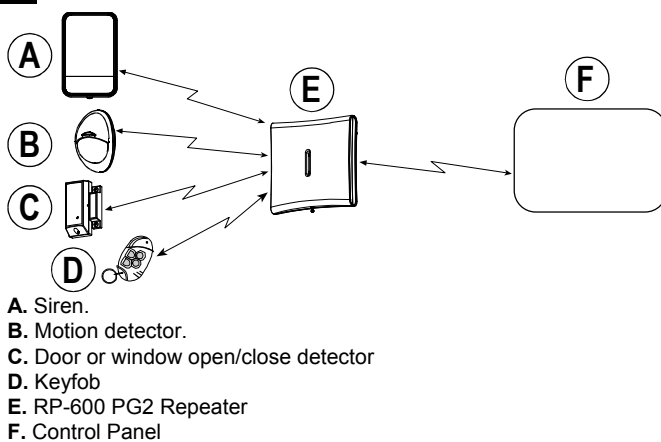 A
B
C
D
E
F
A. Siren.
B. Motion detector.
C. Door or window open/close detector
D. Keyfob
E. RP-600 PG2 Repeater
F. Control Panel